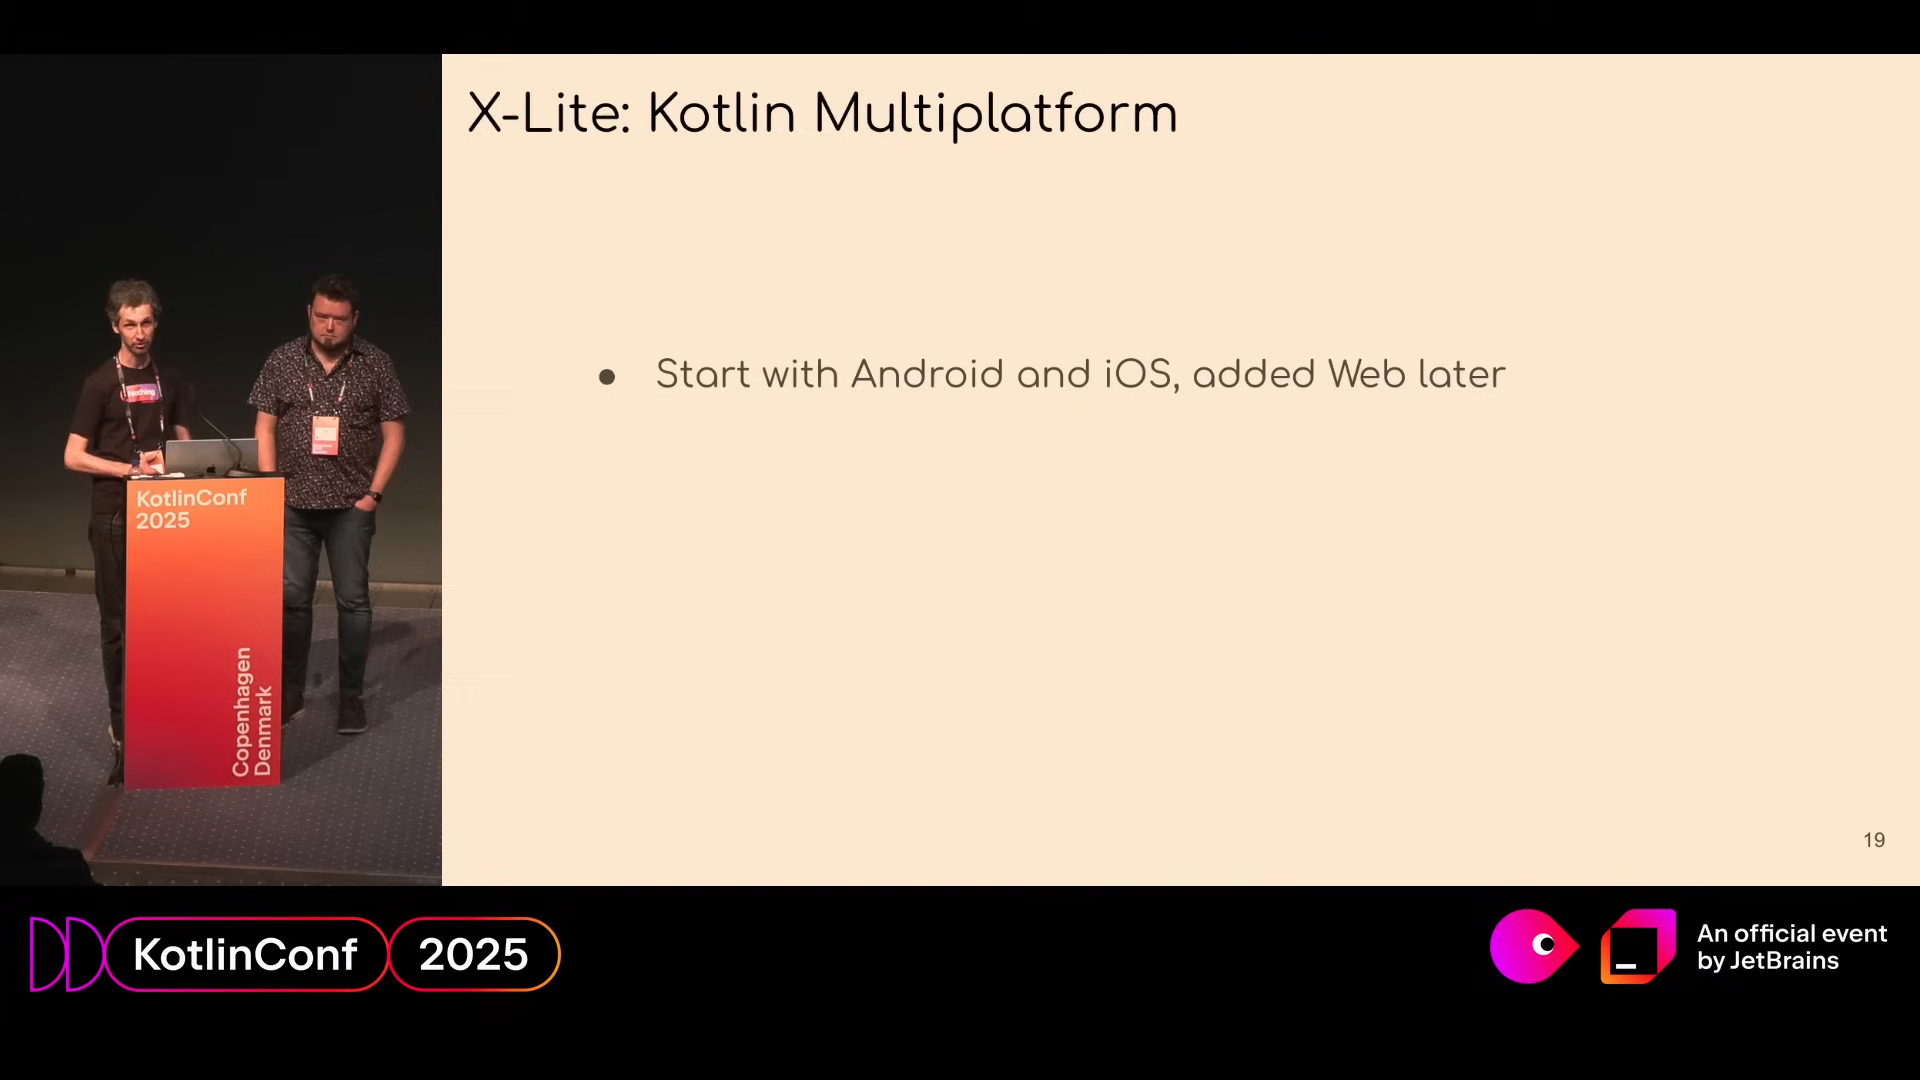 X-Lite: Kotlin Multiplatform
● Start with Android and iOS, added Web later
19
Nothing
KotlinConf
2025
Copenhagen
Denmark
KotlinConf 2025
An official event
by JetBrains